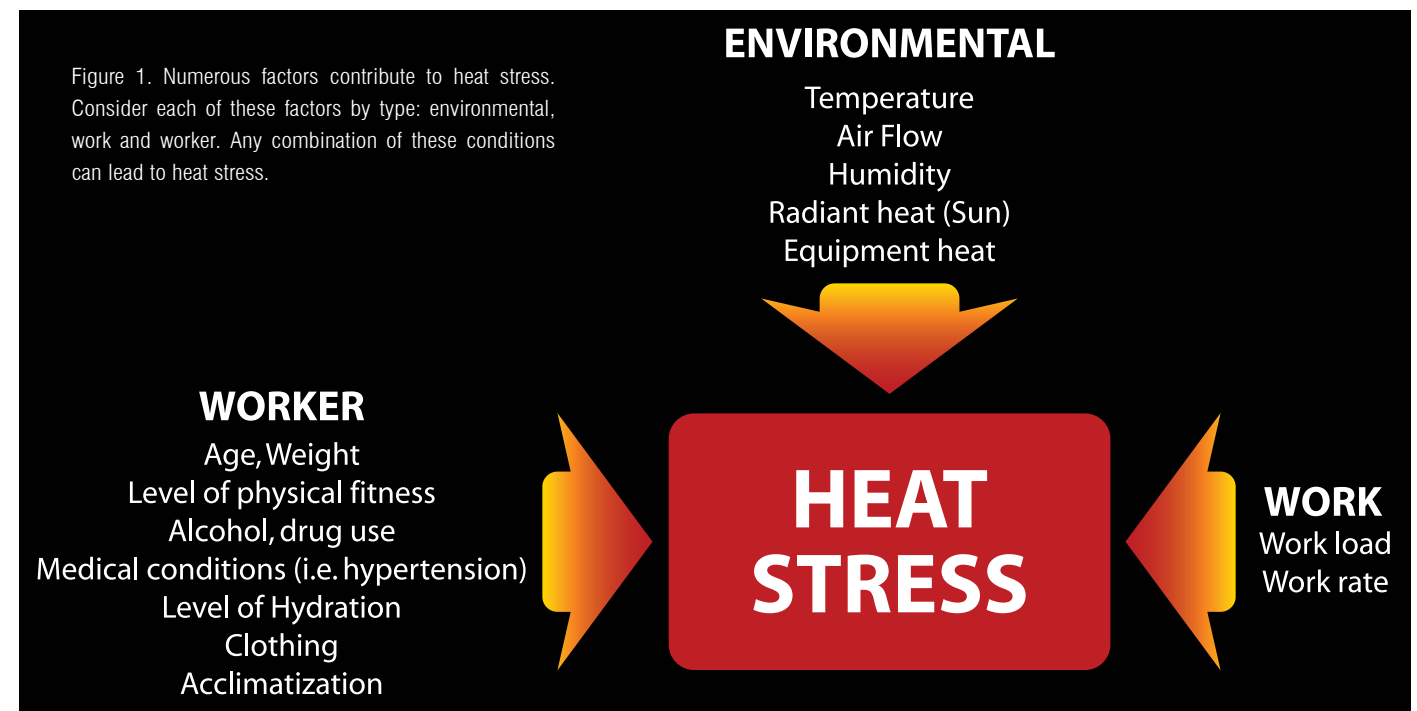 Figure 1. Numerous factors contribute to heat stress.
Consider each of these factors by type: environmental,
work and worker. Any combination of these conditions
can lead to heat stress.
ENVIRONMENTAL
Temperature
Air Flow
Humidity
Radiant heat (Sun)
Equipment heat
WORKER
Age, Weight
Level of physical fitness
Alcohol, drug use
Medical conditions (i.e. hypertension)
Level of Hydration
Clothing
Acclimatization
HEAT
STRESS
WORK
Work load
Work rate